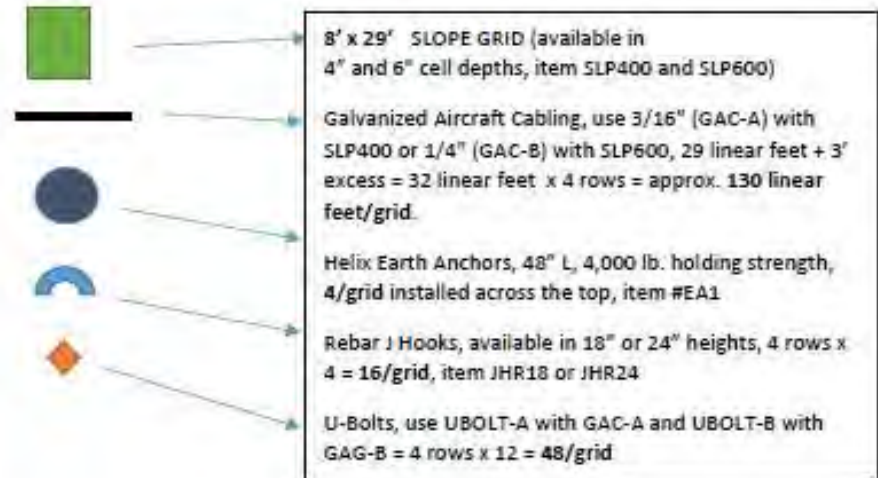 8' x 29' SLOPE GRID (available in
4" and 6" cell depths, item SLP400 and SLP600)
Galvanized Aircraft Cabling, use 3/16" (GAC-A) with
SLP400 or 1/4" (GAC-B) with SLP600, 29 linear feet + 3'
excess = 32 linear feet x 4 rows = approx. 130 linear
feet/grid.
Helix Earth Anchors, 48" L, 4,000 lb. holding strength,
4/grid installed across the top, item #EA1
Rebar J Hooks, available in 18" or 24" heights, 4 rows x
4 = 16/grid, item JHR18 or JHR24
U-Bolts, use UBOLT-A with GAC-A and UBOLT-B with
GAG-B = 4 rows x 12 = 48/grid